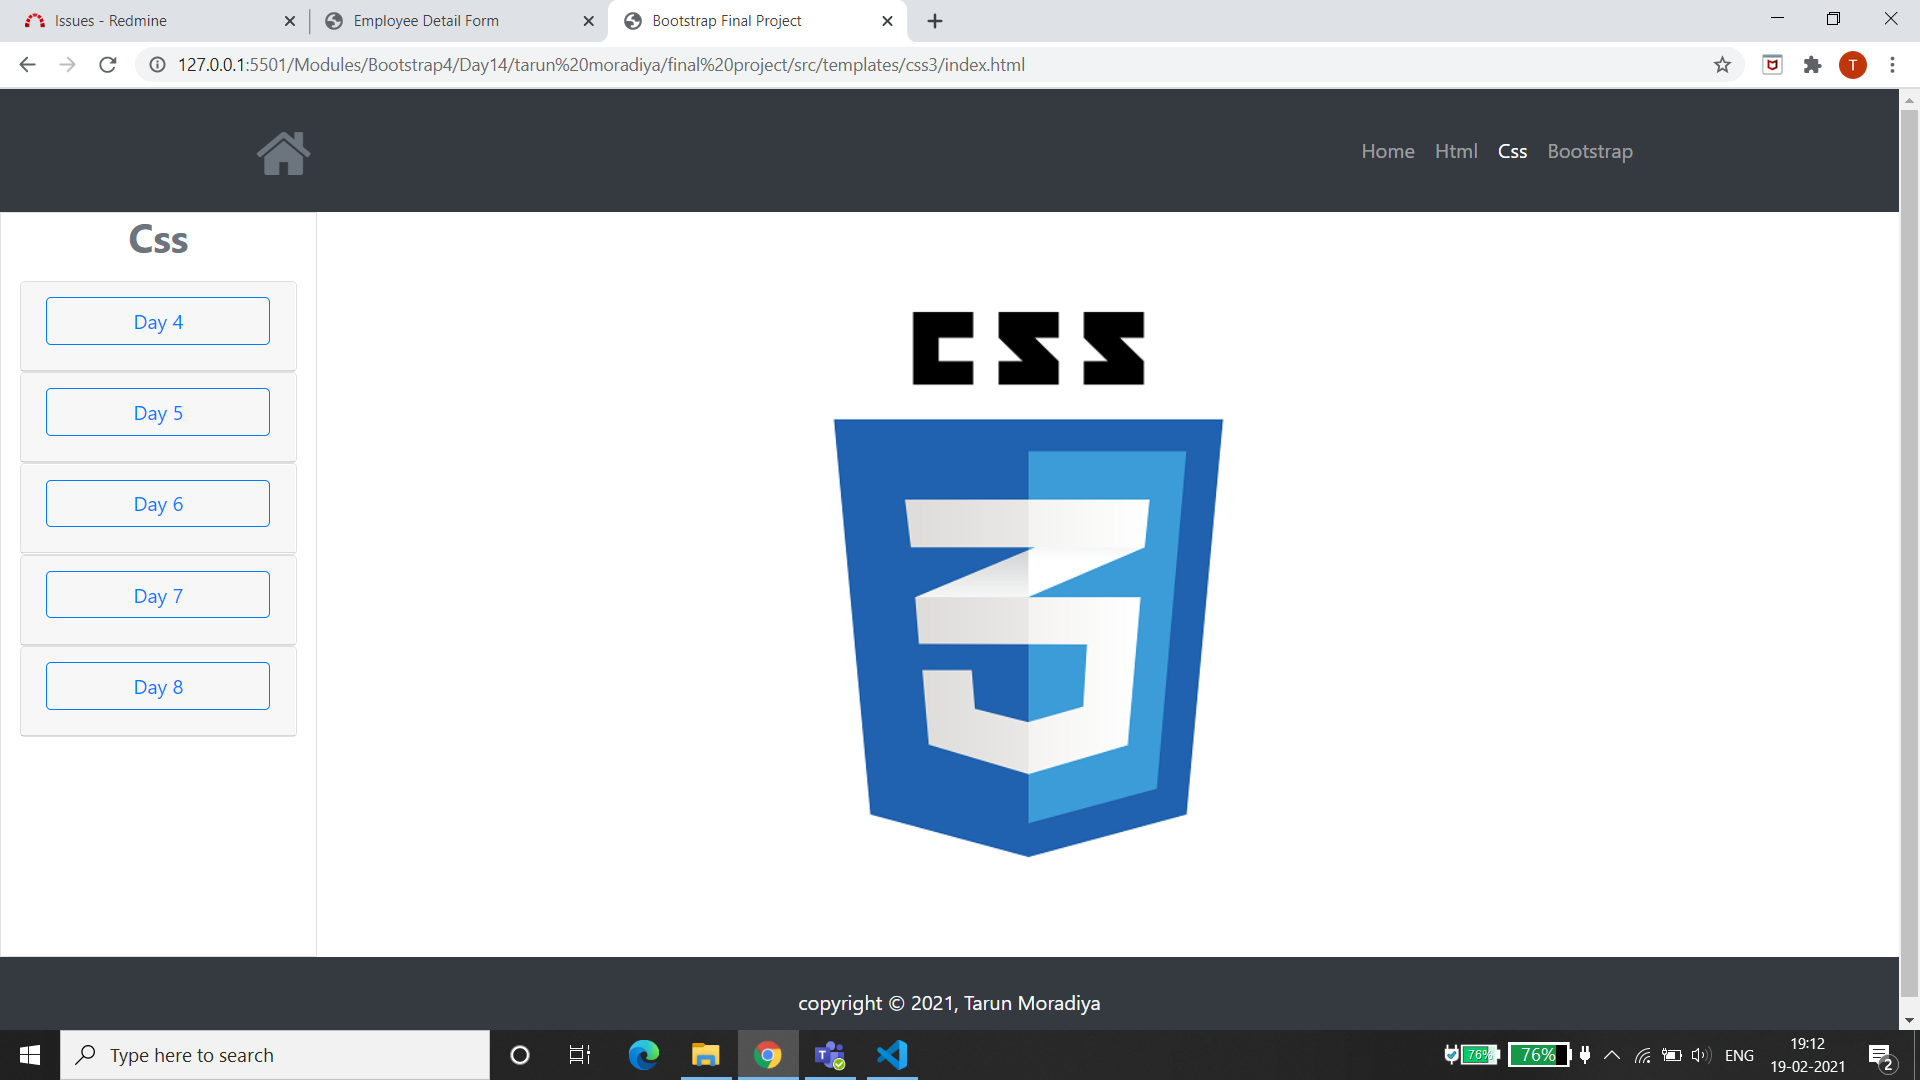 Issues - Redmine
Employee Detail Form
Bootstrap Final Project
127.0.0.1:5501/Modules/Bootstrap4/Day14/tarun%20moradiya/final%20project/src/templates/css3/index.html
T
Home Html Css Bootstrap
Css
Day 4
Day 5
Day 6
Day 7
Day 8
CSS
3
copyright © 2021, Tarun Moradiya
Type here to search
76%
76%
ENG
19:12
19-02-2021
2